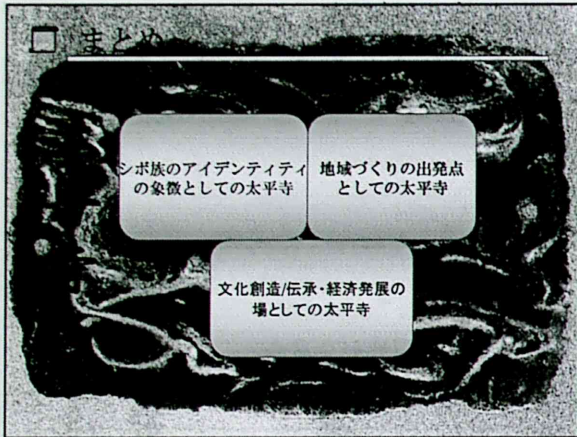 まとめ
シボ族のアイデンティティ
の象徴としての太平寺
地域づくりの出発点
としての太平寺
文化創造/伝承・経済発展の
場としての太平寺